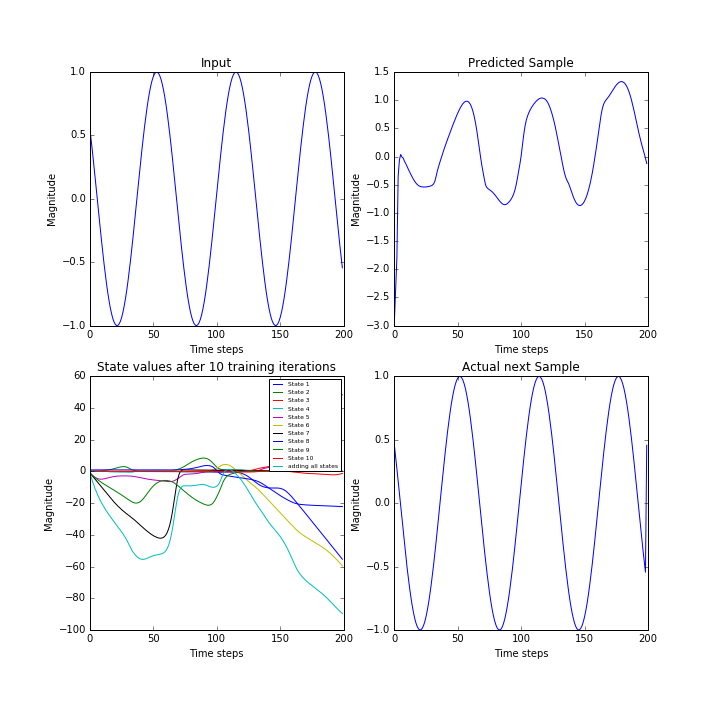 Input
Magnitude
1.0
0.5
0.0
−0.5
−1.0
0
50
100
150
200
Time steps
Predicted Sample
Magnitude
1.5
1.0
0.5
0.0
−0.5
−1.0
−1.5
−2.0
−2.5
−3.0
0
50
100
150
200
Time steps
State values after 10 training iterations
Magnitude
60
40
20
0
−20
−40
−60
−80
−100
0
50
100
150
200
Time steps
State 1
State 2
State 3
State 4
State 5
State 6
State 7
State 8
State 9
State 10
adding all states
Actual next Sample
Magnitude
1.0
0.5
0.0
−0.5
−1.0
0
50
100
150
200
Time steps